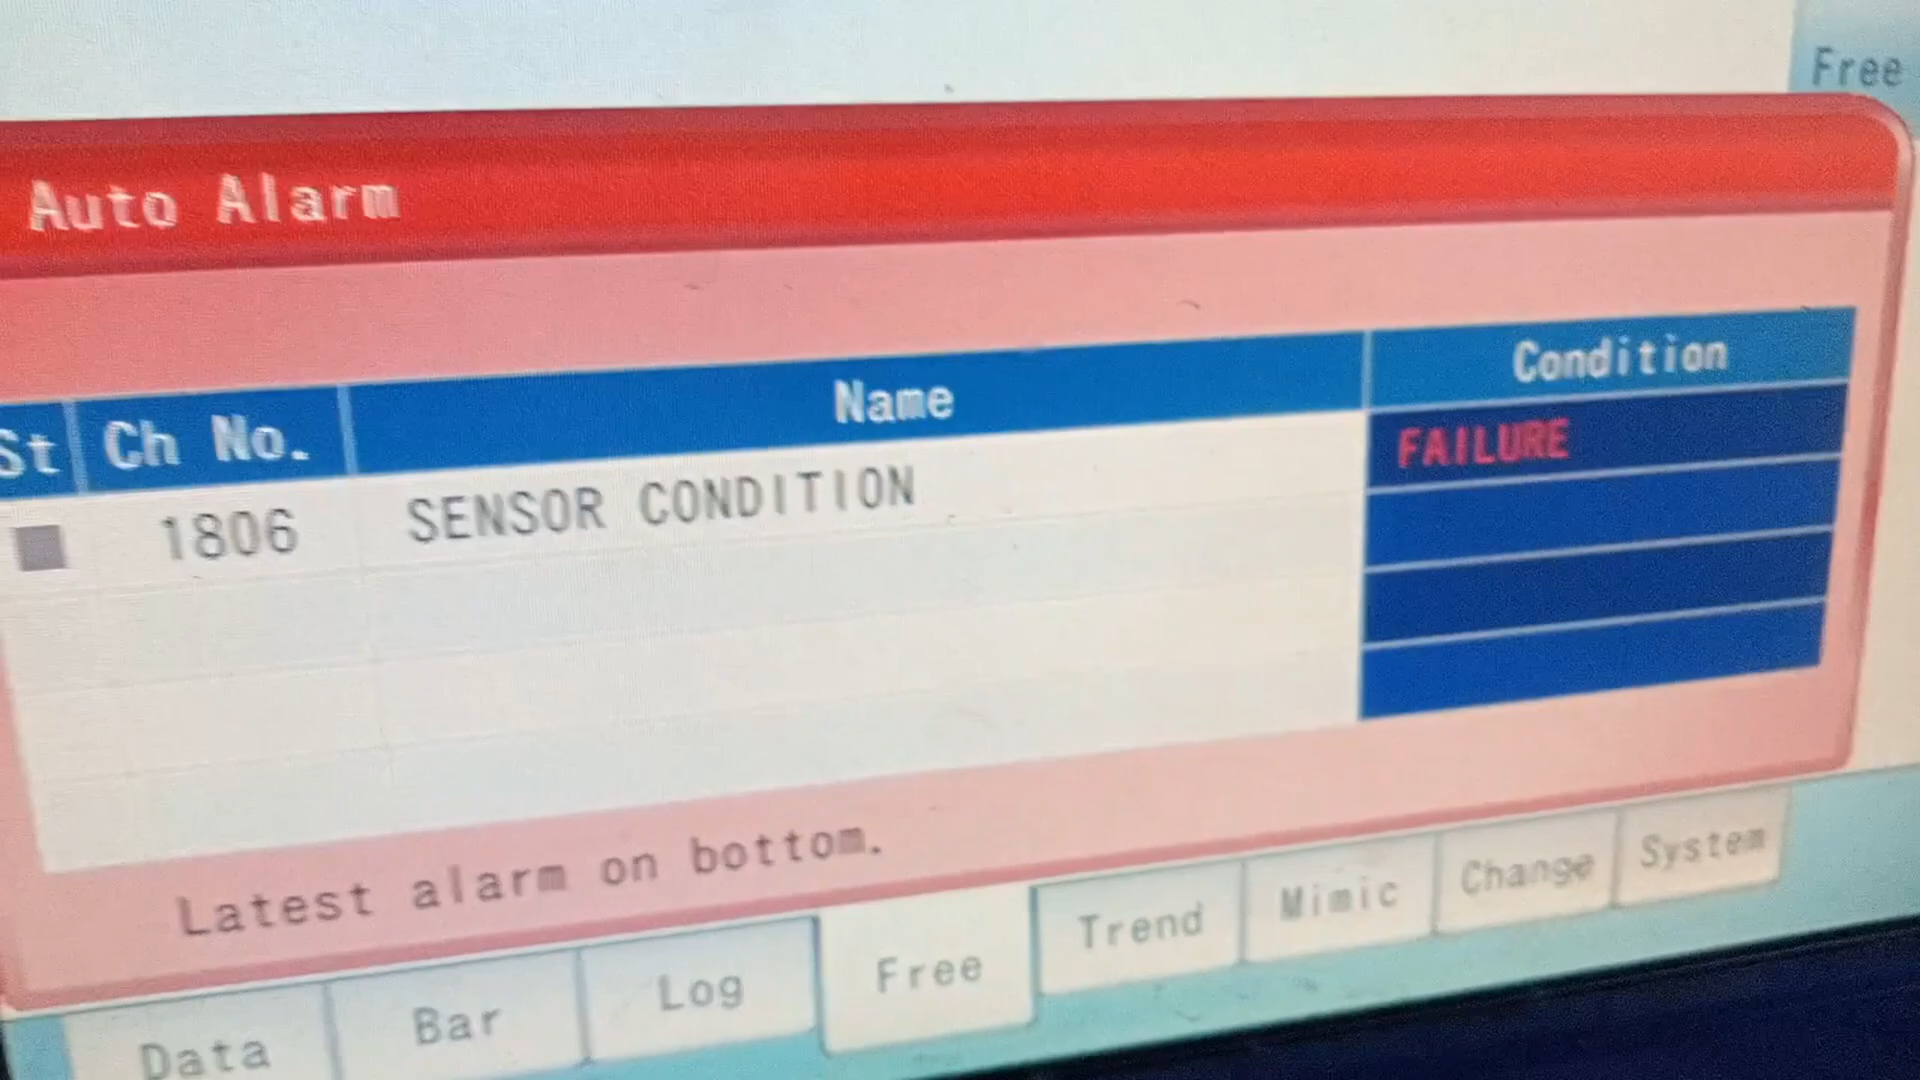 Free
Auto Alarm
St Ch No. Name Condition
1806 SENSOR CONDITION FAILURE
Latest alarm on bottom.
Data Bar Log Free Trend Mimic Change System